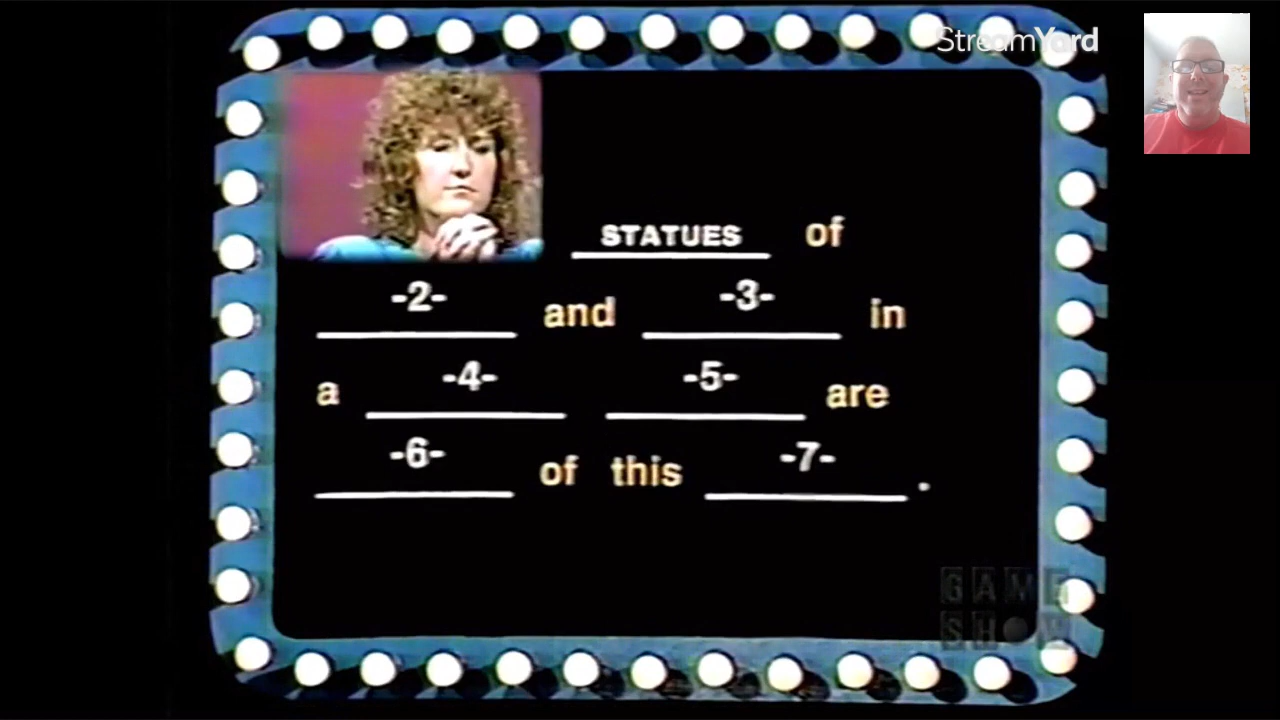 StreamYard
STATUES of
-2- and -3- in
a -4- -5- are
-6- of this -7-.
GAME
SHOW